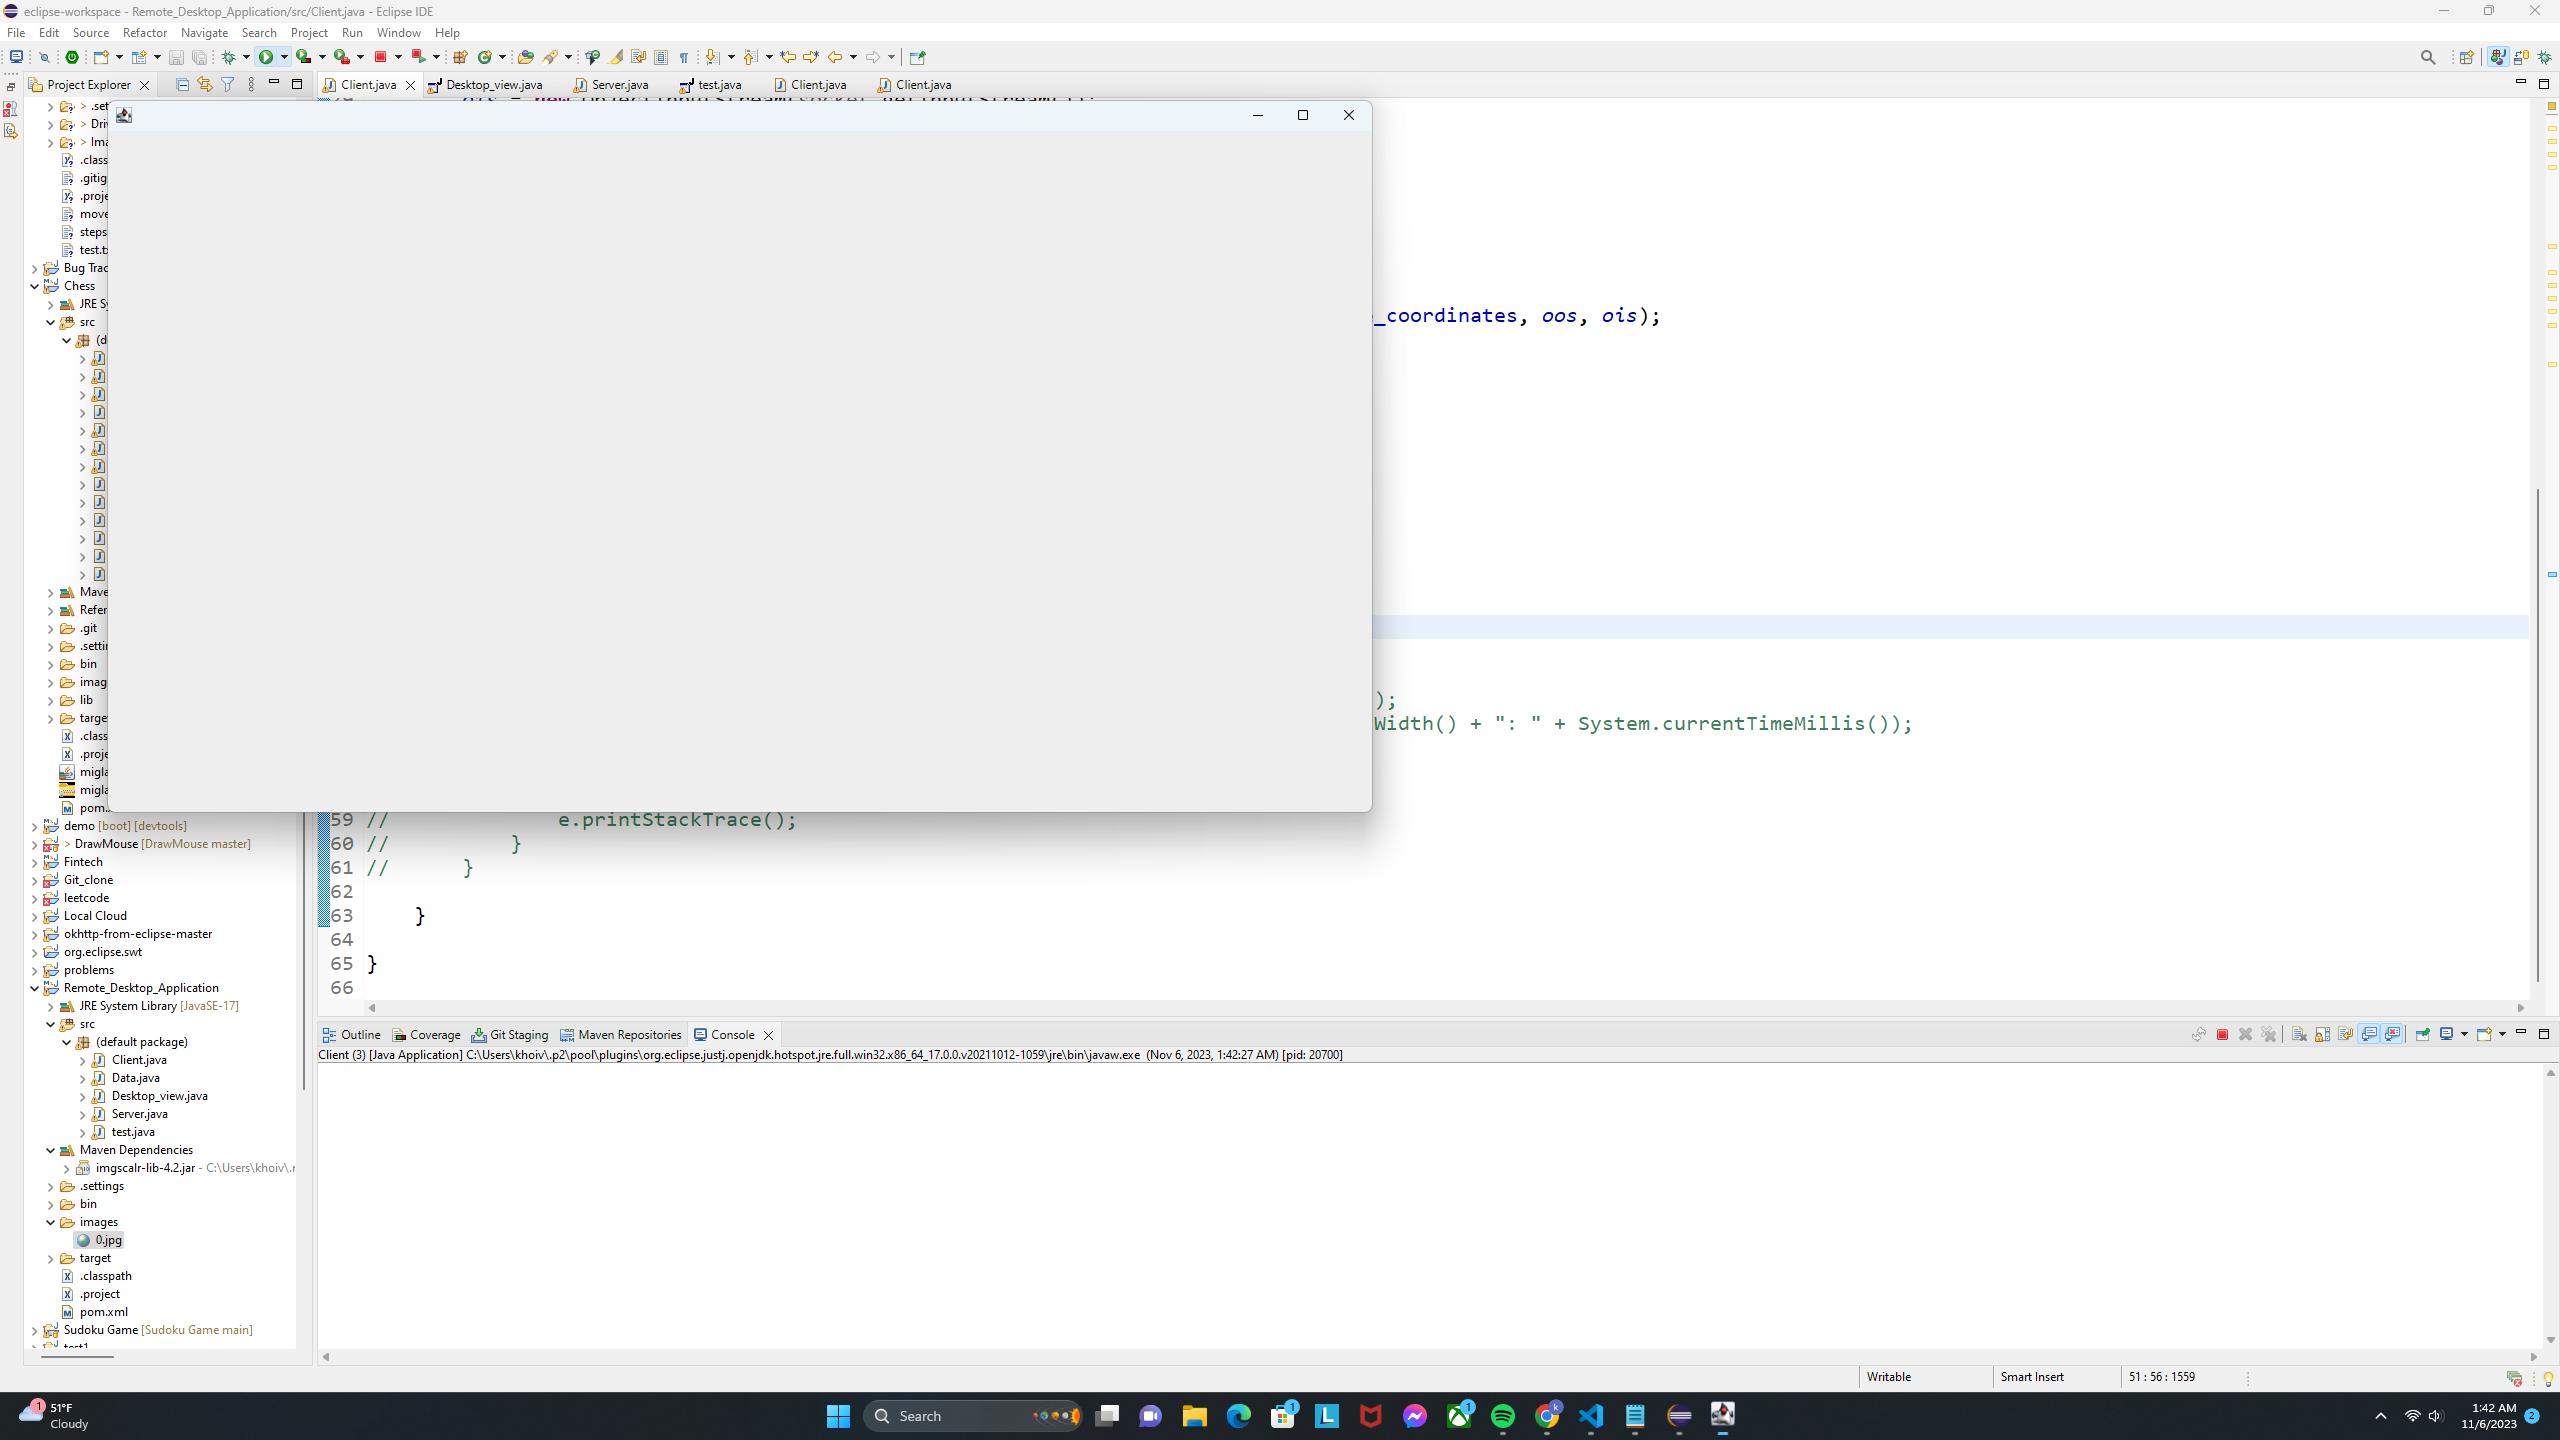 eclipse-workspace - Remote_Desktop_Application/src/Client.java - Eclipse IDE
File Edit Source Refactor Navigate Search Project Run Window Help
Project Explorer
Client.java Desktop_view.java Server.java test.java Client.java Client.java
> .set
> Dri
> Ima
.class
.gitig
.proje
move
steps
test.t
Bug Trac
Chess
JRE Sy
src
(d
Mave
Refer
.git
.settin
bin
imag
lib
targe
.class
.proje
migla
migla
pom.
demo [boot] [devtools]
> DrawMouse [DrawMouse master]
Fintech
Git_clone
leetcode
Local Cloud
okhttp-from-eclipse-master
org.eclipse.swt
problems
Remote_Desktop_Application
JRE System Library [JavaSE-17]
src
(default package)
Client.java
Data.java
Desktop_view.java
Server.java
test.java
Maven Dependencies
imgscalr-lib-4.2.jar - C:\Users\khoiv\.r
.settings
bin
images
0.jpg
target
.classpath
.project
pom.xml
Sudoku Game [Sudoku Game main]
test1
_coordinates, oos, ois);
);
Width() + ": " + System.currentTimeMillis());
59 // e.printStackTrace();
60 // }
61 // }
62
63 }
64
65 }
66
Outline Coverage Git Staging Maven Repositories Console
Client (3) [Java Application] C:\Users\khoiv\.p2\pool\plugins\org.eclipse.justj.openjdk.hotspot.jre.full.win32.x86_64_17.0.0.v20211012-1059\jre\bin\javaw.exe (Nov 6, 2023, 1:42:27 AM) [pid: 20700]
Writable Smart Insert 51 : 56 : 1559
1 51°F
Cloudy
Search
1
1
k
1:42 AM
11/6/2023
2